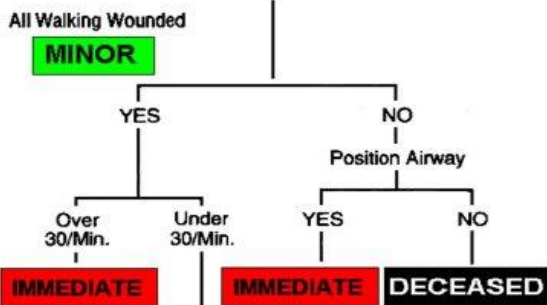 All Walking Wounded
MINOR
YES
NO
Position Airway
Over
30/Min.
Under
30/Min.
YES
NO
IMMEDIATE
IMMEDIATE
DECEASED